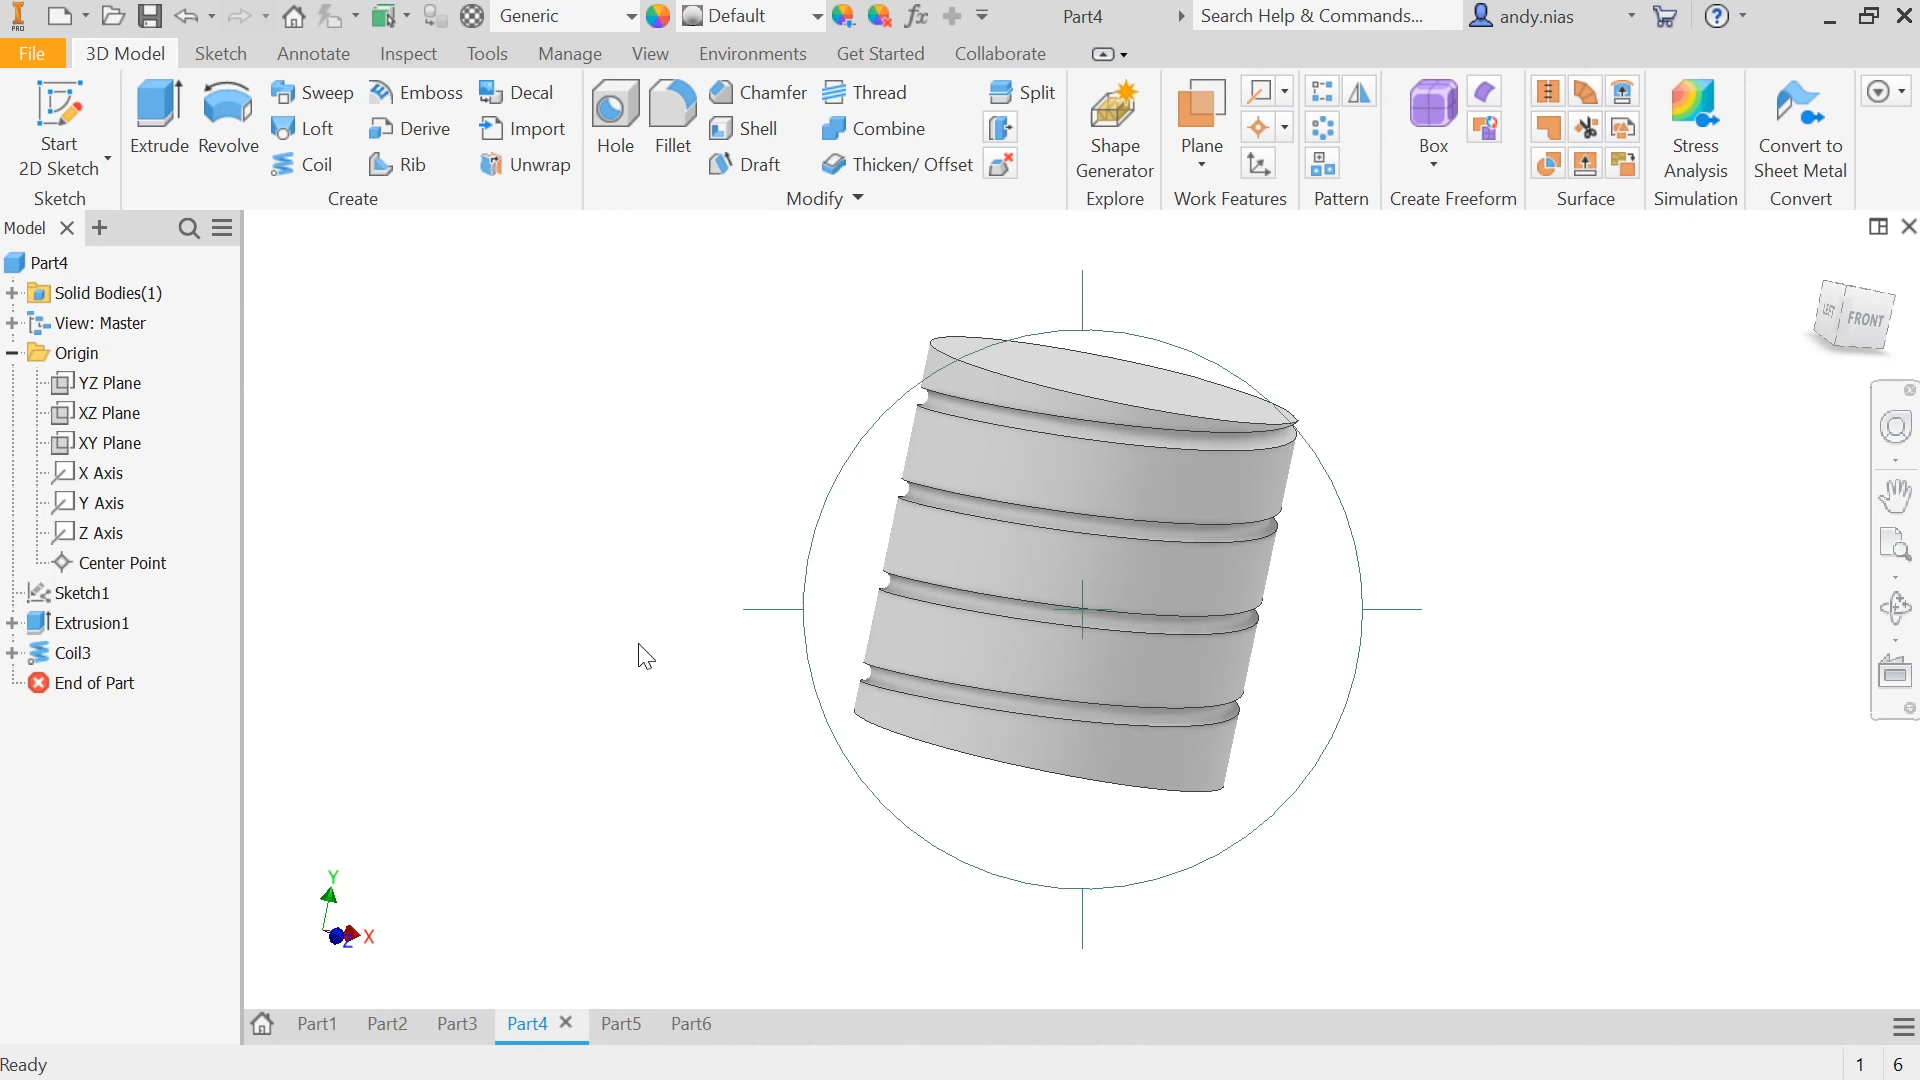 PRO
Generic
Default
fx
Part4
Search Help & Commands...
andy.nias
File
3D Model
Sketch
Annotate
Inspect
Tools
Manage
View
Environments
Get Started
Collaborate
Start
2D Sketch
Extrude
Revolve
Sweep
Emboss
Decal
Loft
Derive
Import
Coil
Rib
Unwrap
Hole
Fillet
Chamfer
Thread
Split
Shell
Combine
Draft
Thicken/ Offset
Shape
Generator
Plane
Box
Stress
Analysis
Convert to
Sheet Metal
Sketch
Create
Modify
Explore
Work Features
Pattern
Create Freeform
Surface
Simulation
Convert
Model
Part4
Solid Bodies(1)
View: Master
Origin
YZ Plane
XZ Plane
XY Plane
X Axis
Y Axis
Z Axis
Center Point
Sketch1
Extrusion1
Coil3
End of Part
LEFT
FRONT
Y
Z
X
Part1
Part2
Part3
Part4
Part5
Part6
Ready
1
6